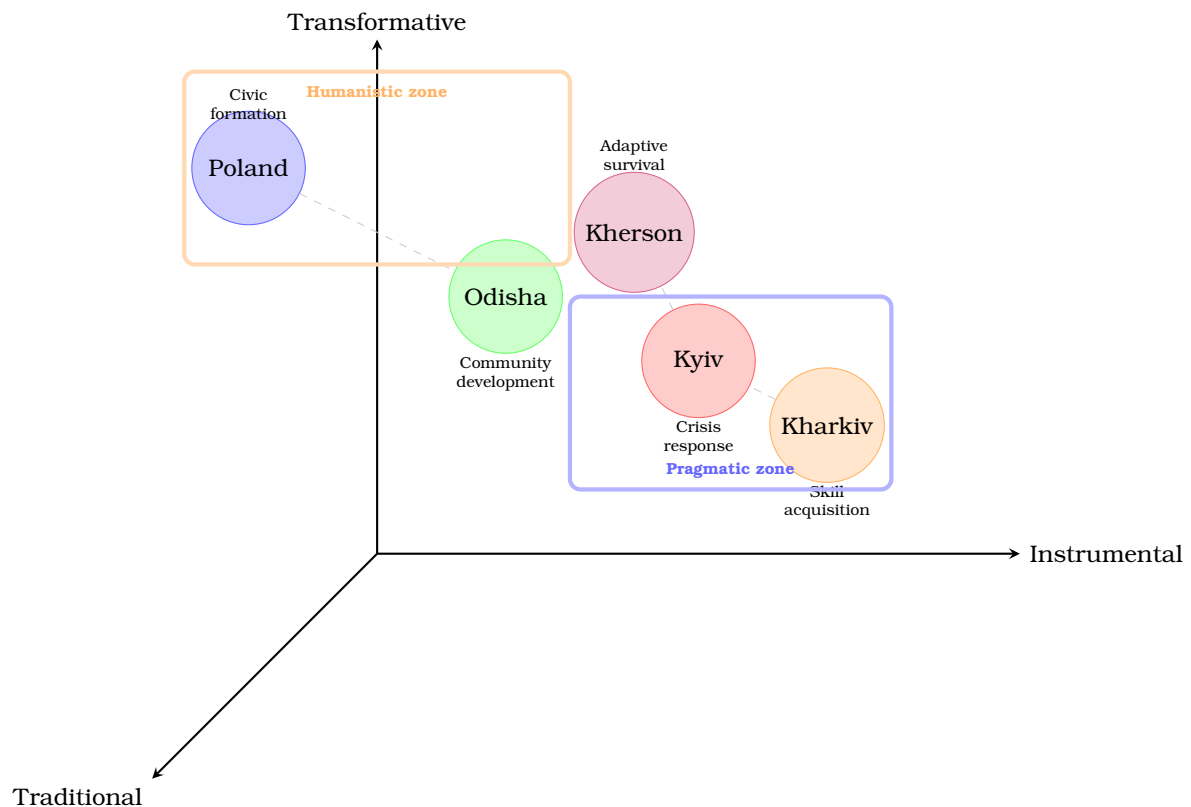 Transformative
Humanistic zone
Civic
formation
Poland
Adaptive
survival
Kherson
Odisha
Community
development
Kyiv
Crisis
response
Kharkiv
Pragmatic zone
Skill
acquisition
Instrumental
Traditional